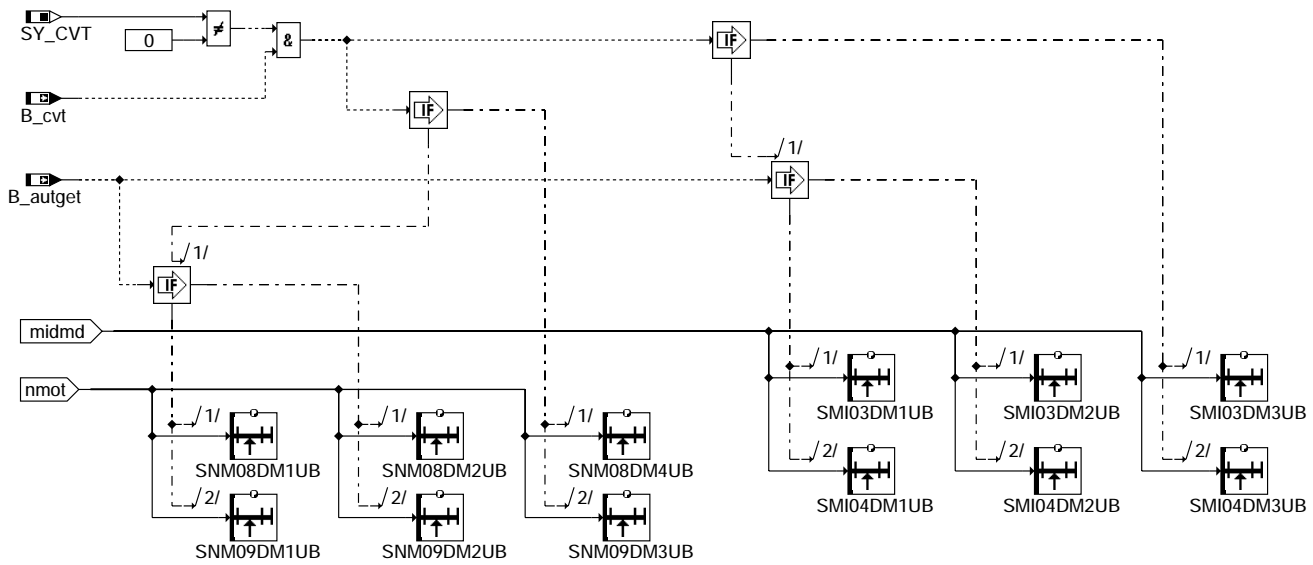 SY_CVT
0
≠
&
IF
IF
B_cvt
/1/
B_autget
IF
/1/
IF
midmd
/1/
/1/
/1/
nmot
SMI03DM1UB
SMI03DM2UB
SMI03DM3UB
/1/
/1/
/1/
/2/
/2/
/2/
SNM08DM1UB
SNM08DM2UB
SNM08DM4UB
/2/
/2/
/2/
SMI04DM1UB
SMI04DM2UB
SMI04DM3UB
SNM09DM1UB
SNM09DM2UB
SNM09DM3UB